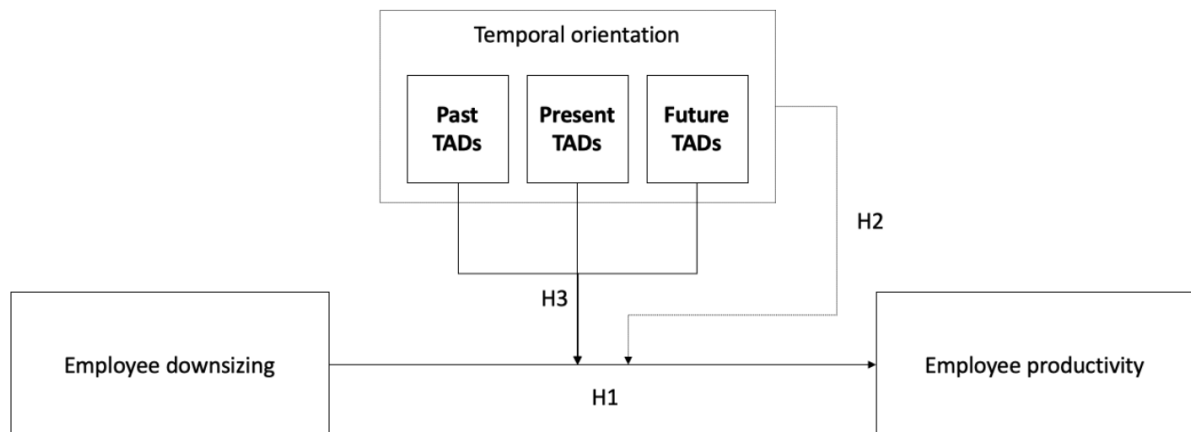 Temporal orientation
Past
TADs
Present
TADs
Future
TADs
H2
H3
Employee downsizing
Employee productivity
H1